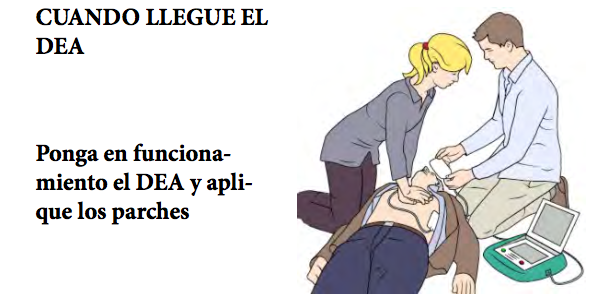 CUANDO LLEGUE EL
DEA
Ponga en funciona-
miento el DEA y apli-
que los parches